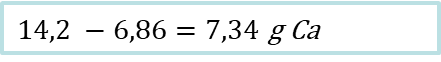 14,2 − 6,86 = 7,34 g Ca